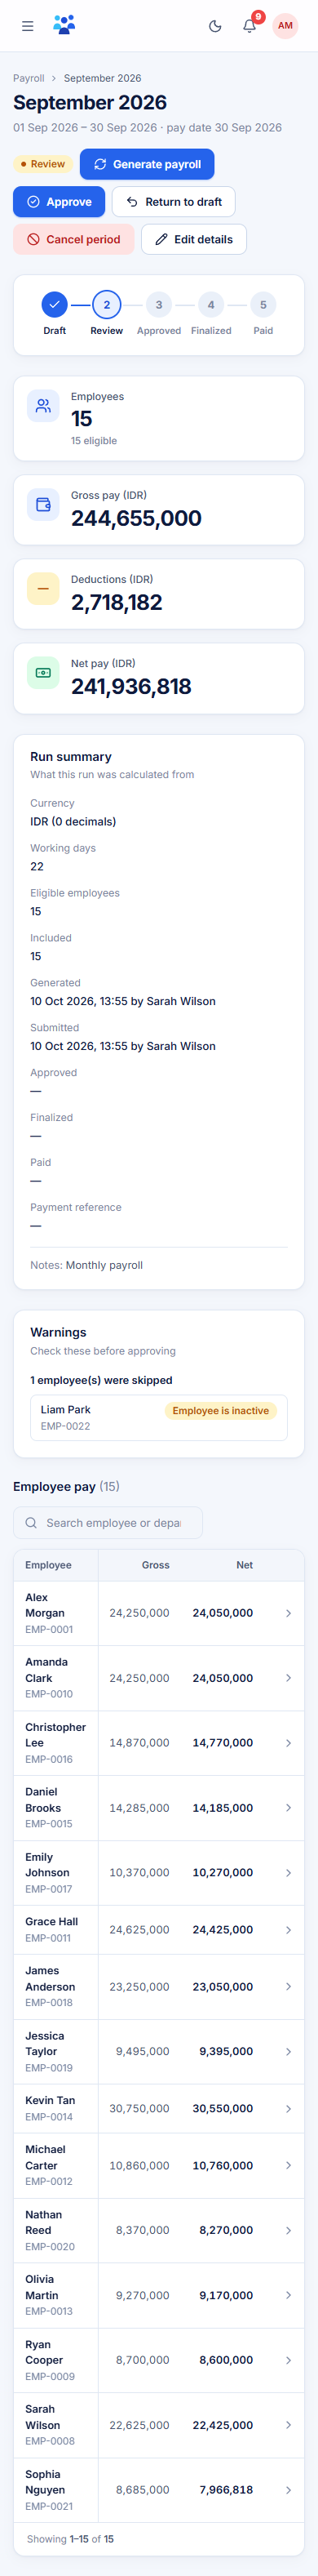 9
AM
Payroll > September 2026
September 2026
01 Sep 2026 – 30 Sep 2026 · pay date 30 Sep 2026
Review
Generate payroll
Approve
Return to draft
Cancel period
Edit details
2 3 4 5
Draft Review Approved Finalized Paid
Employees
15
15 eligible
Gross pay (IDR)
244,655,000
Deductions (IDR)
2,718,182
Net pay (IDR)
241,936,818
Run summary
What this run was calculated from
Currency
IDR (0 decimals)
Working days
22
Eligible employees
15
Included
15
Generated
10 Oct 2026, 13:55 by Sarah Wilson
Submitted
10 Oct 2026, 13:55 by Sarah Wilson
Approved
—
Finalized
—
Paid
—
Payment reference
—
Notes: Monthly payroll
Warnings
Check these before approving
1 employee(s) were skipped
Liam Park Employee is inactive
EMP-0022
Employee pay (15)
Search employee or depa
Employee Gross Net
Alex
Morgan
EMP-0001
24,250,000 24,050,000
Amanda
Clark
EMP-0010
24,250,000 24,050,000
Christopher
Lee
EMP-0016
14,870,000 14,770,000
Daniel
Brooks
EMP-0015
14,285,000 14,185,000
Emily
Johnson
EMP-0017
10,370,000 10,270,000
Grace Hall
EMP-0011
24,625,000 24,425,000
James
Anderson
EMP-0018
23,250,000 23,050,000
Jessica
Taylor
EMP-0019
9,495,000 9,395,000
Kevin Tan
EMP-0014
30,750,000 30,550,000
Michael
Carter
EMP-0012
10,860,000 10,760,000
Nathan
Reed
EMP-0020
8,370,000 8,270,000
Olivia
Martin
EMP-0013
9,270,000 9,170,000
Ryan
Cooper
EMP-0009
8,700,000 8,600,000
Sarah
Wilson
EMP-0008
22,625,000 22,425,000
Sophia
Nguyen
EMP-0021
8,685,000 7,966,818
Showing 1–15 of 15